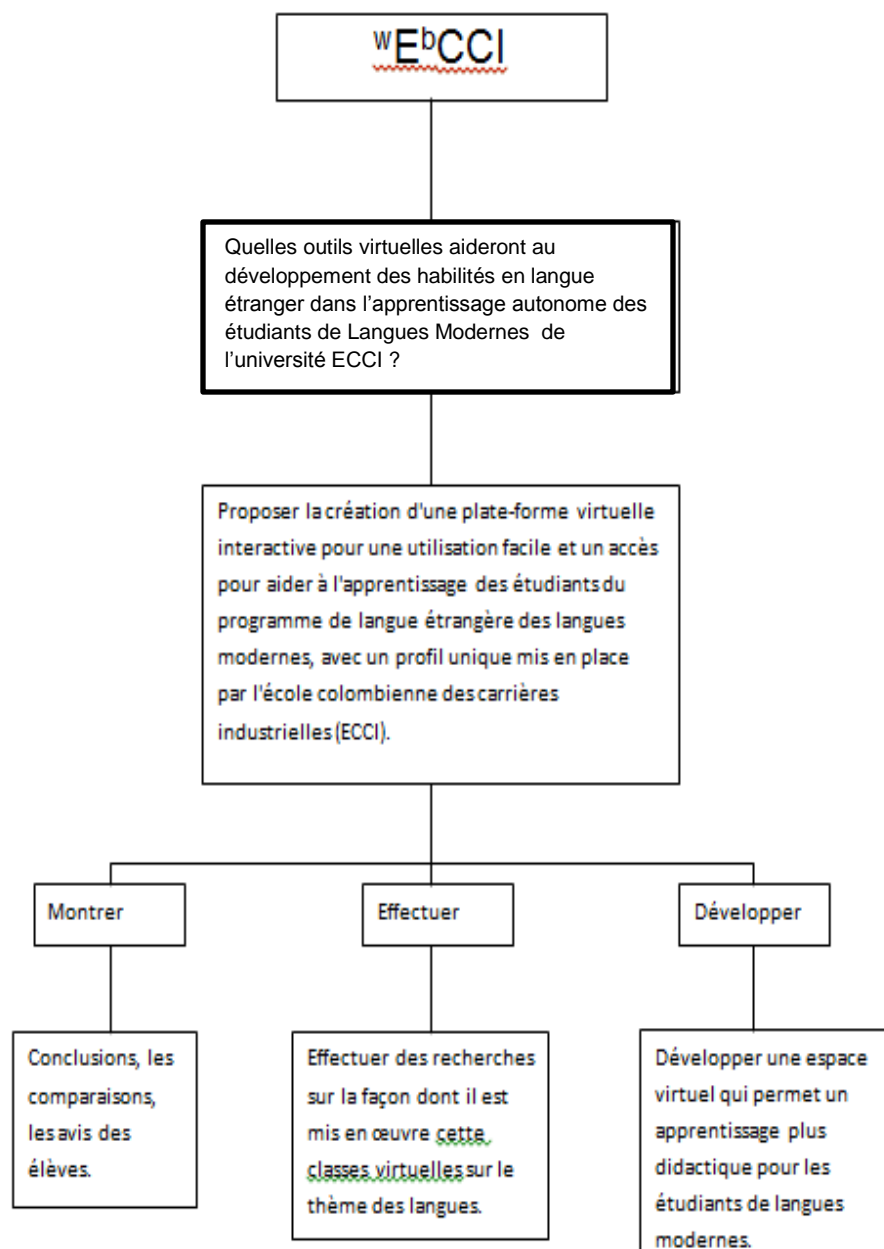 wEbCCI
Quelles outils virtuelles aideront au
développement des habilités en langue
étranger dans l’apprentissage autonome des
étudiants de Langues Modernes de
l’université ECCI ?
Proposer la création d'une plate-forme virtuelle
interactive pour une utilisation facile et un accès
pour aider à l'apprentissage des étudiants du
programme de langue étrangère des langues
modernes, avec un profil unique mis en place
par l'école colombienne des carrières
industrielles (ECCI).
Montrer
Effectuer
Développer
Conclusions, les
comparaisons,
les avis des
élèves.
Effectuer des recherches
sur la façon dont il est
mis en œuvre cette
classes virtuelles sur le
thème des langues.
Développer une espace
virtuel qui permet un
apprentissage plus
didactique pour les
étudiants de langues
modernes.